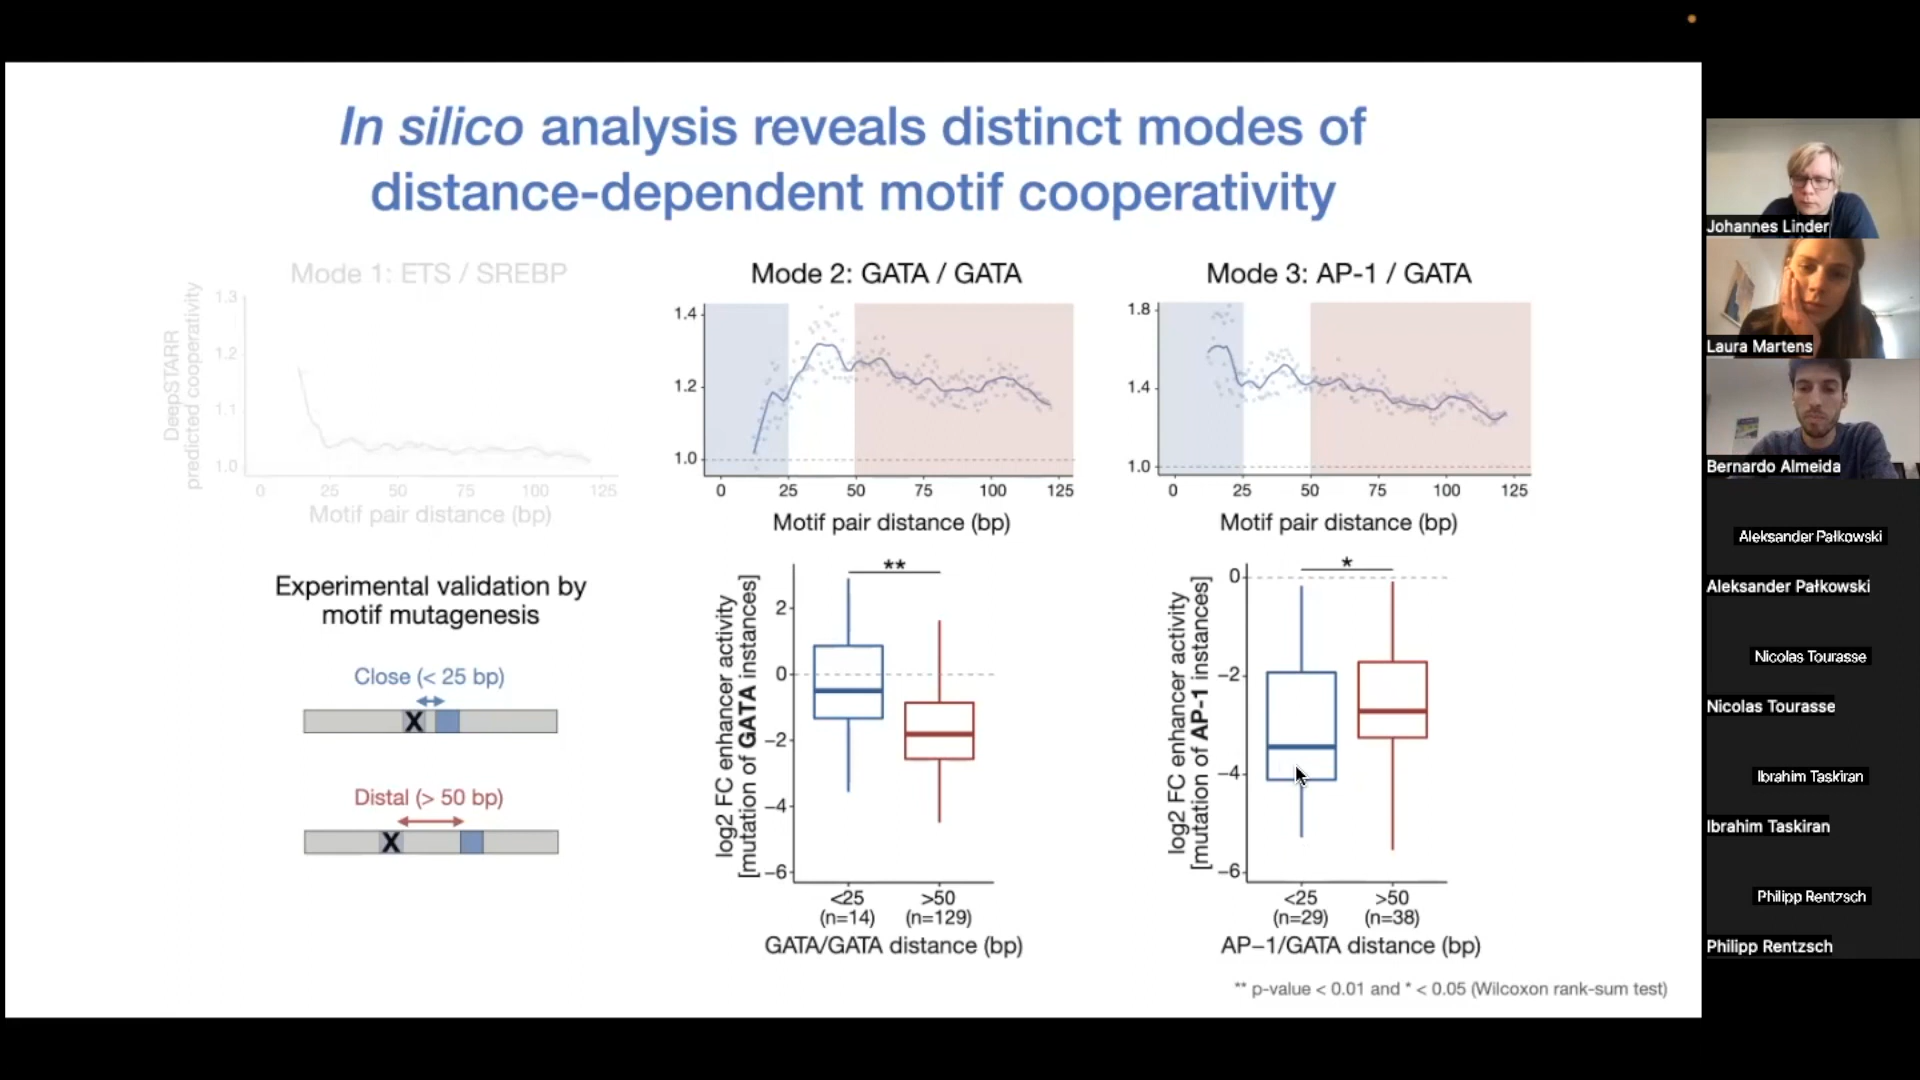 In silico analysis reveals distinct modes of
distance-dependent motif cooperativity
Mode 1: ETS / SREBP
DeepSTARR
predicted cooperativity
1.3
1.2
1.1
1.0
0 25 50 75 100 125
Motif pair distance (bp)
Mode 2: GATA / GATA
1.4
1.2
1.0
0 25 50 75 100 125
Motif pair distance (bp)
Mode 3: AP-1 / GATA
1.8
1.4
1.0
0 25 50 75 100 125
Motif pair distance (bp)
Experimental validation by
motif mutagenesis
Close (< 25 bp)
X
Distal (> 50 bp)
X
log2 FC enhancer activity
[mutation of GATA instances]
**
2
0
−2
−4
−6
<25 >50
(n=14) (n=129)
GATA/GATA distance (bp)
log2 FC enhancer activity
[mutation of AP-1 instances]
*
0
−2
−4
−6
<25 >50
(n=29) (n=38)
AP−1/GATA distance (bp)
** p-value < 0.01 and * < 0.05 (Wilcoxon rank-sum test)
Johannes Linder
Laura Martens
Bernardo Almeida
Aleksander Pałkowski
Aleksander Pałkowski
Nicolas Tourasse
Nicolas Tourasse
Ibrahim Taskiran
Ibrahim Taskiran
Philipp Rentzsch
Philipp Rentzsch